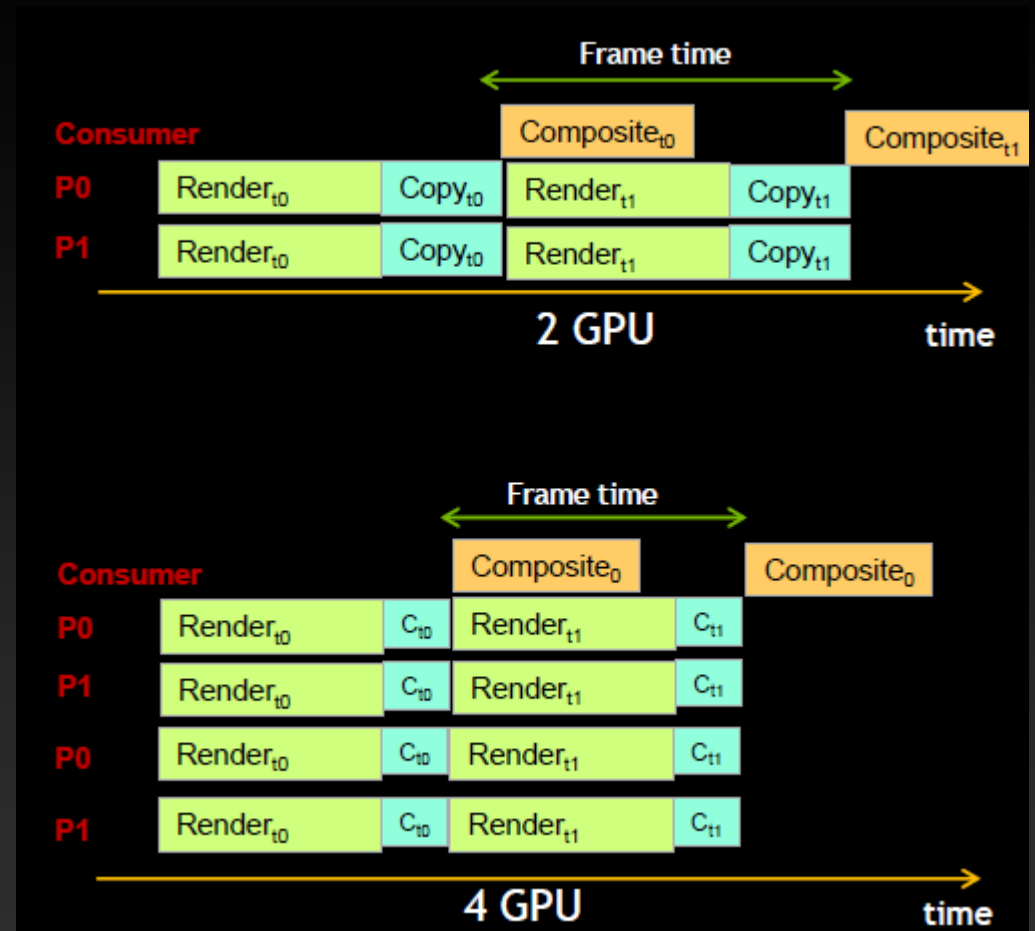 Frame time
Consumer Composite_t0 Composite_t1
P0 Render_t0 Copy_t0 Render_t1 Copy_t1
P1 Render_t0 Copy_t0 Render_t1 Copy_t1
2 GPU time
Frame time
Consumer Composite_0 Composite_0
P0 Render_t0 C_t0 Render_t1 C_t1
P1 Render_t0 C_t0 Render_t1 C_t1
P0 Render_t0 C_t0 Render_t1 C_t1
P1 Render_t0 C_t0 Render_t1 C_t1
4 GPU time